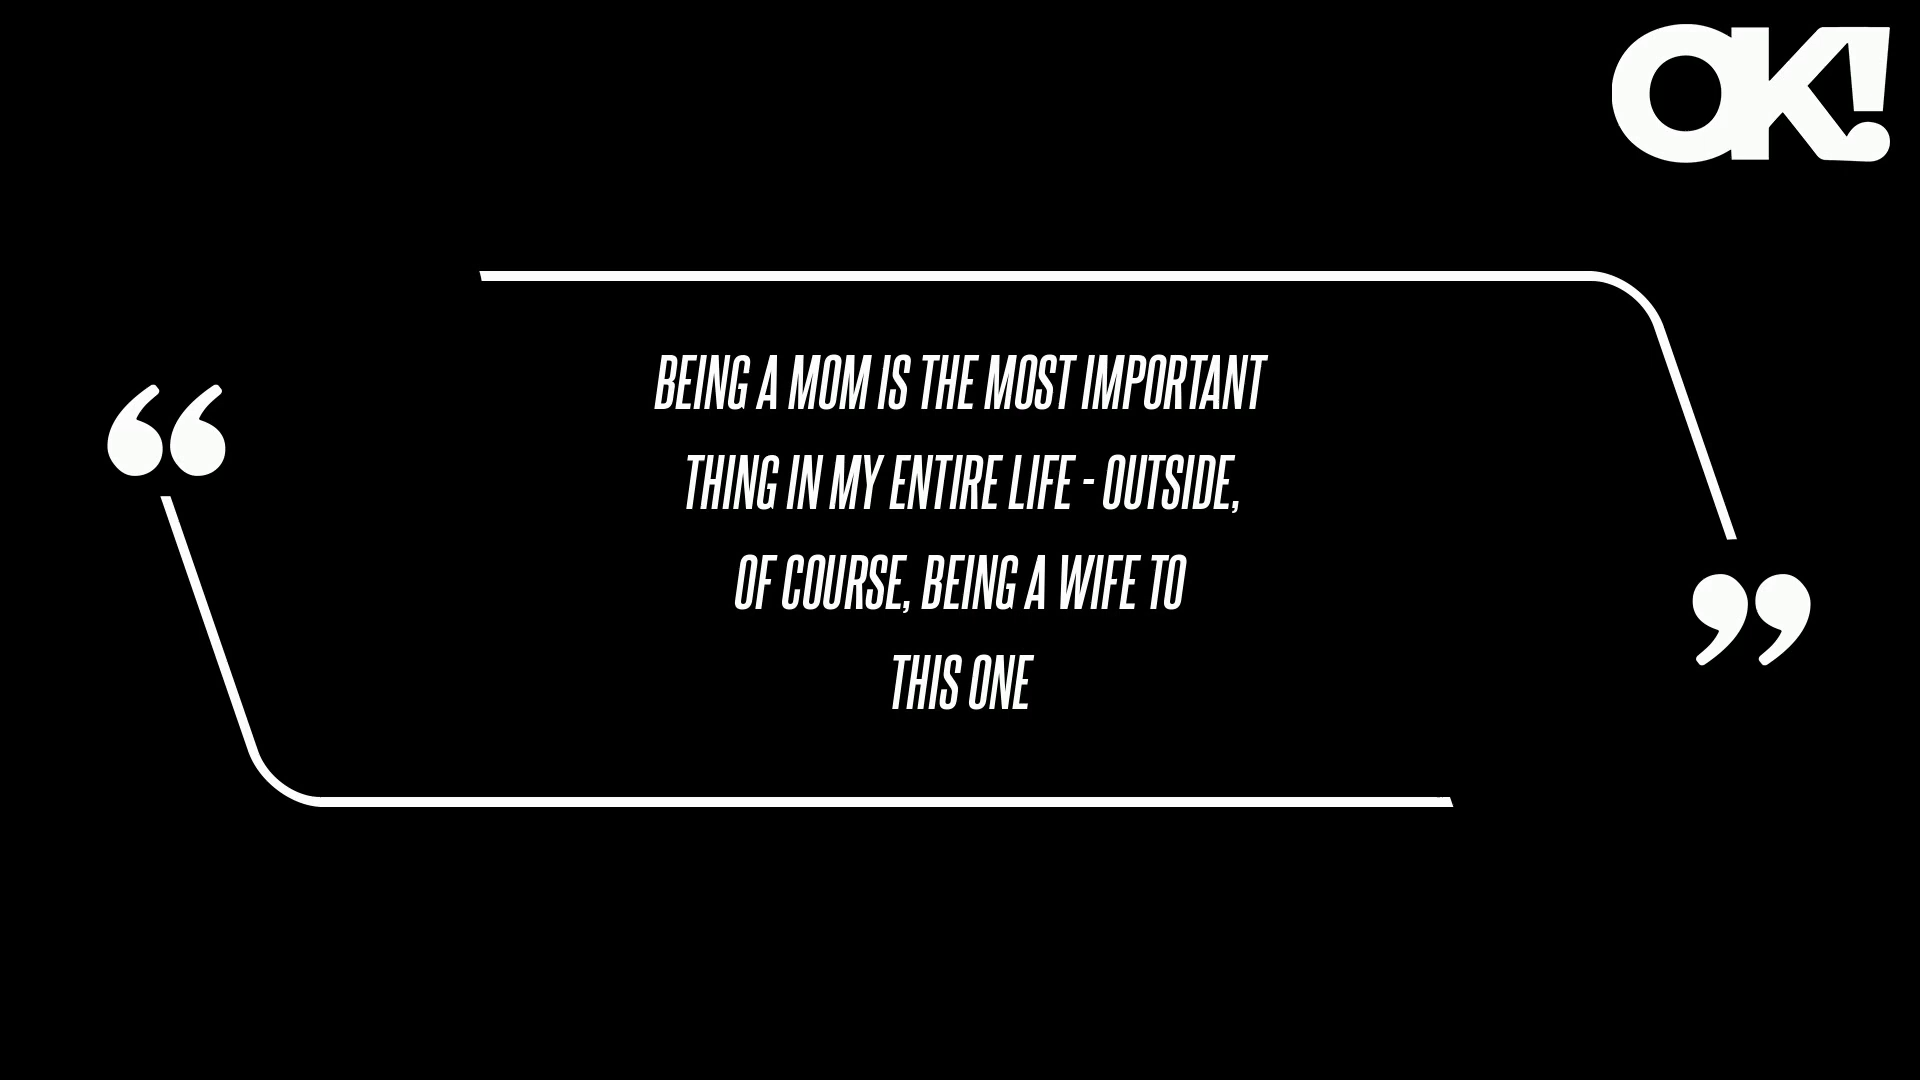 OK!
“
BEING A MOM IS THE MOST IMPORTANT
THING IN MY ENTIRE LIFE - OUTSIDE,
OF COURSE, BEING A WIFE TO
THIS ONE
”